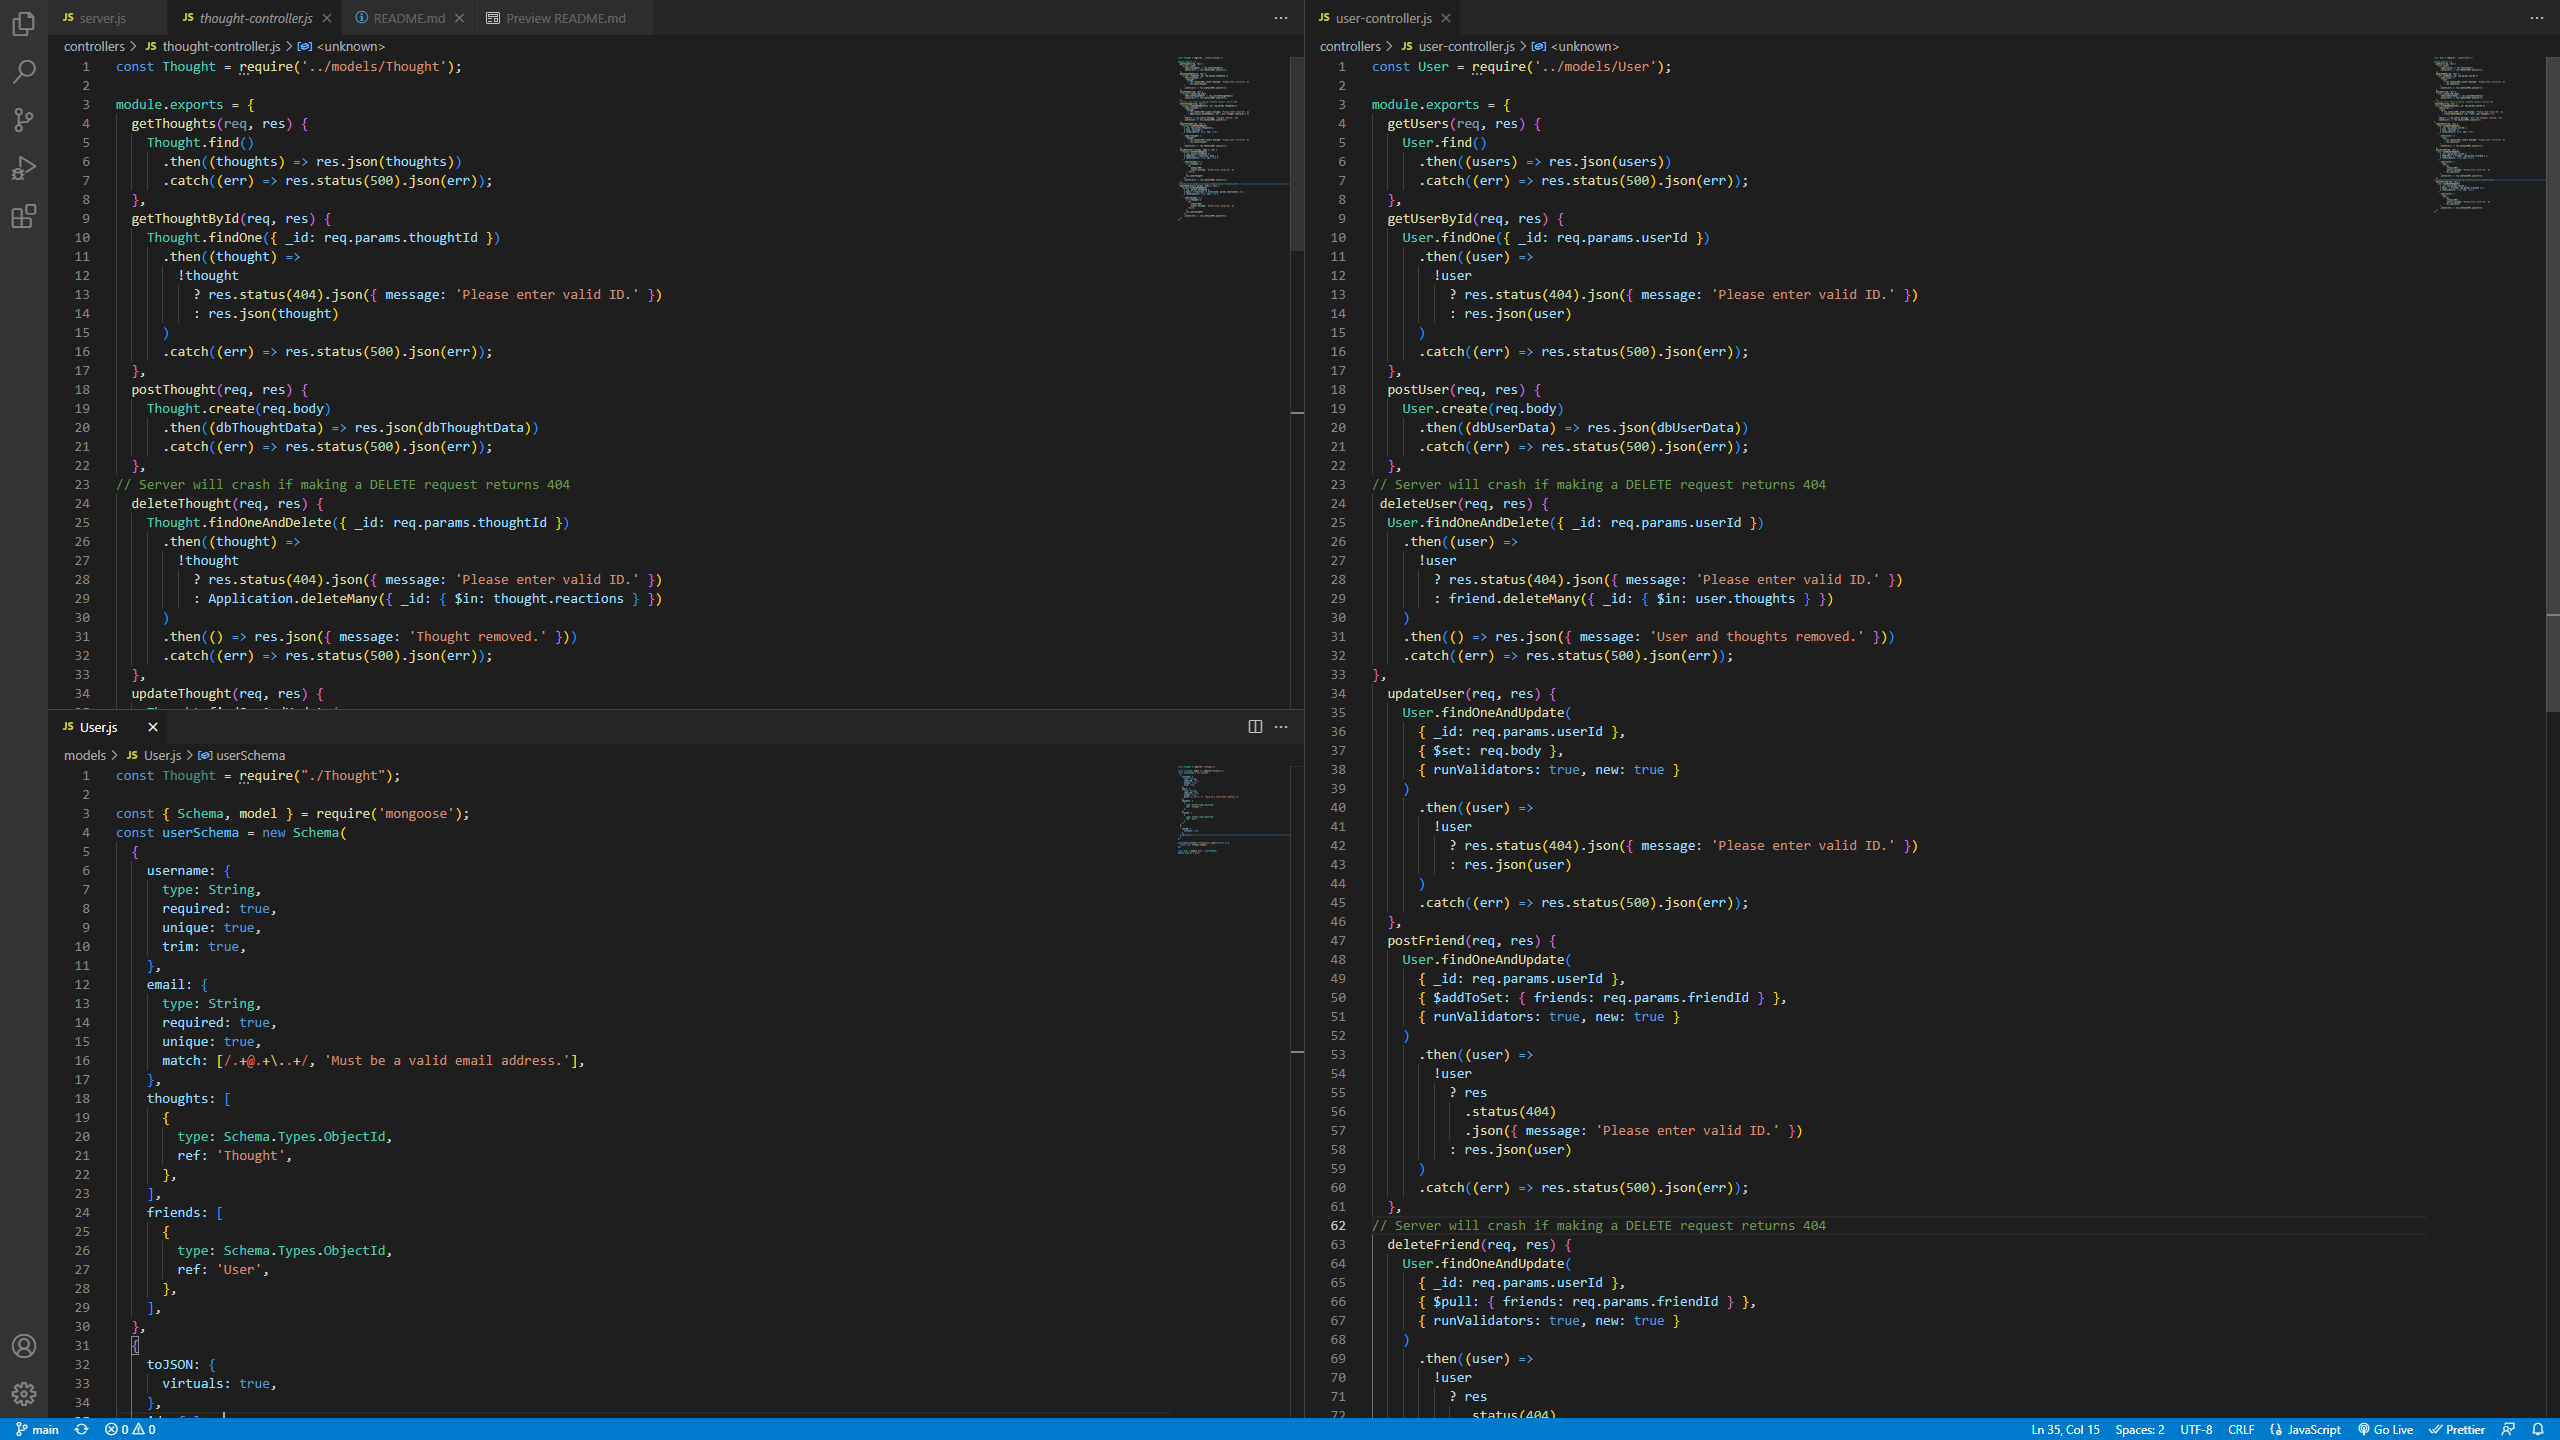 JS server.js
JS thought-controller.js
README.md
Preview README.md
controllers > JS thought-controller.js > <unknown>
1 const Thought = require('../models/Thought');
2
3 module.exports = {
4 getThoughts(req, res) {
5 Thought.find()
6 .then((thoughts) => res.json(thoughts))
7 .catch((err) => res.status(500).json(err));
8 },
9 getThoughtById(req, res) {
10 Thought.findOne({ _id: req.params.thoughtId })
11 .then((thought) =>
12 !thought
13 ? res.status(404).json({ message: 'Please enter valid ID.' })
14 : res.json(thought)
15 )
16 .catch((err) => res.status(500).json(err));
17 },
18 postThought(req, res) {
19 Thought.create(req.body)
20 .then((dbThoughtData) => res.json(dbThoughtData))
21 .catch((err) => res.status(500).json(err));
22 },
23 // Server will crash if making a DELETE request returns 404
24 deleteThought(req, res) {
25 Thought.findOneAndDelete({ _id: req.params.thoughtId })
26 .then((thought) =>
27 !thought
28 ? res.status(404).json({ message: 'Please enter valid ID.' })
29 : Application.deleteMany({ _id: { $in: thought.reactions } })
30 )
31 .then(() => res.json({ message: 'Thought removed.' }))
32 .catch((err) => res.status(500).json(err));
33 },
34 updateThought(req, res) {
JS User.js
models > JS User.js > userSchema
1 const Thought = require("./Thought");
2
3 const { Schema, model } = require('mongoose');
4 const userSchema = new Schema(
5 {
6 username: {
7 type: String,
8 required: true,
9 unique: true,
10 trim: true,
11 },
12 email: {
13 type: String,
14 required: true,
15 unique: true,
16 match: [/.+@.+\..+/, 'Must be a valid email address.'],
17 },
18 thoughts: [
19 {
20 type: Schema.Types.ObjectId,
21 ref: 'Thought',
22 },
23 ],
24 friends: [
25 {
26 type: Schema.Types.ObjectId,
27 ref: 'User',
28 },
29 ],
30 },
31 {
32 toJSON: {
33 virtuals: true,
34 },
JS user-controller.js
controllers > JS user-controller.js > <unknown>
1 const User = require('../models/User');
2
3 module.exports = {
4 getUsers(req, res) {
5 User.find()
6 .then((users) => res.json(users))
7 .catch((err) => res.status(500).json(err));
8 },
9 getUserById(req, res) {
10 User.findOne({ _id: req.params.userId })
11 .then((user) =>
12 !user
13 ? res.status(404).json({ message: 'Please enter valid ID.' })
14 : res.json(user)
15 )
16 .catch((err) => res.status(500).json(err));
17 },
18 postUser(req, res) {
19 User.create(req.body)
20 .then((dbUserData) => res.json(dbUserData))
21 .catch((err) => res.status(500).json(err));
22 },
23 // Server will crash if making a DELETE request returns 404
24 deleteUser(req, res) {
25 User.findOneAndDelete({ _id: req.params.userId })
26 .then((user) =>
27 !user
28 ? res.status(404).json({ message: 'Please enter valid ID.' })
29 : friend.deleteMany({ _id: { $in: user.thoughts } })
30 )
31 .then(() => res.json({ message: 'User and thoughts removed.' }))
32 .catch((err) => res.status(500).json(err));
33 },
34 updateUser(req, res) {
35 User.findOneAndUpdate(
36 { _id: req.params.userId },
37 { $set: req.body },
38 { runValidators: true, new: true }
39 )
40 .then((user) =>
41 !user
42 ? res.status(404).json({ message: 'Please enter valid ID.' })
43 : res.json(user)
44 )
45 .catch((err) => res.status(500).json(err));
46 },
47 postFriend(req, res) {
48 User.findOneAndUpdate(
49 { _id: req.params.userId },
50 { $addToSet: { friends: req.params.friendId } },
51 { runValidators: true, new: true }
52 )
53 .then((user) =>
54 !user
55 ? res
56 .status(404)
57 .json({ message: 'Please enter valid ID.' })
58 : res.json(user)
59 )
60 .catch((err) => res.status(500).json(err));
61 },
62 // Server will crash if making a DELETE request returns 404
63 deleteFriend(req, res) {
64 User.findOneAndUpdate(
65 { _id: req.params.userId },
66 { $pull: { friends: req.params.friendId } },
67 { runValidators: true, new: true }
68 )
69 .then((user) =>
70 !user
71 ? res
72 .status(404)
main 0 0 Ln 35, Col 15 Spaces: 2 UTF-8 CRLF JavaScript Go Live Prettier